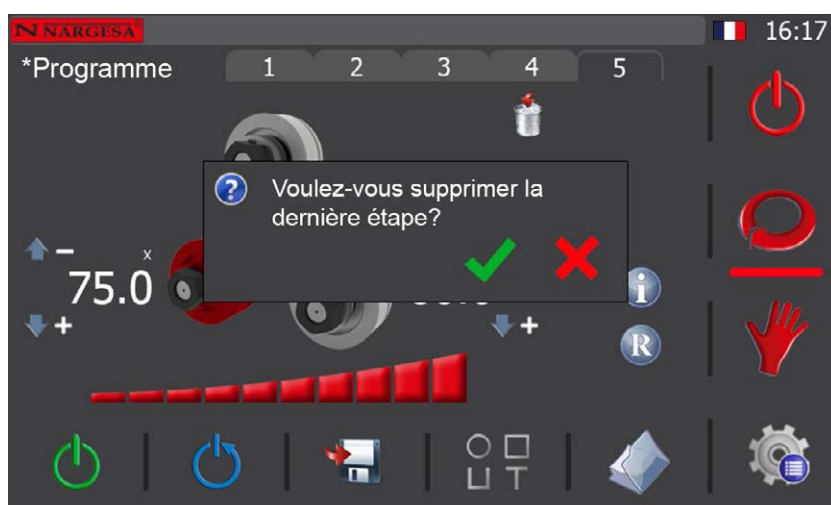 NARGESA
16:17
*Programme
1 2 3 4 5
Voulez-vous supprimer la
dernière étape?
x
75.0
R